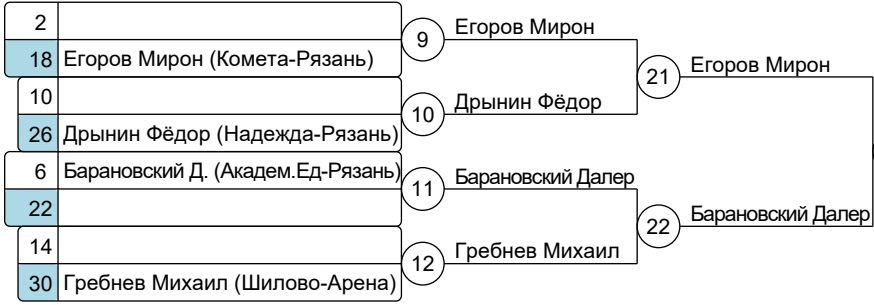 2
9
Егоров Мирон
18 Егоров Мирон (Комета-Рязань)
21
Егоров Мирон
10
10
Дрынин Фёдор
26 Дрынин Фёдор (Надежда-Рязань)
6 Барановский Д. (Академ.Ед-Рязань)
11
Барановский Далер
22
22
Барановский Далер
14
12
Гребнев Михаил
30 Гребнев Михаил (Шилово-Арена)